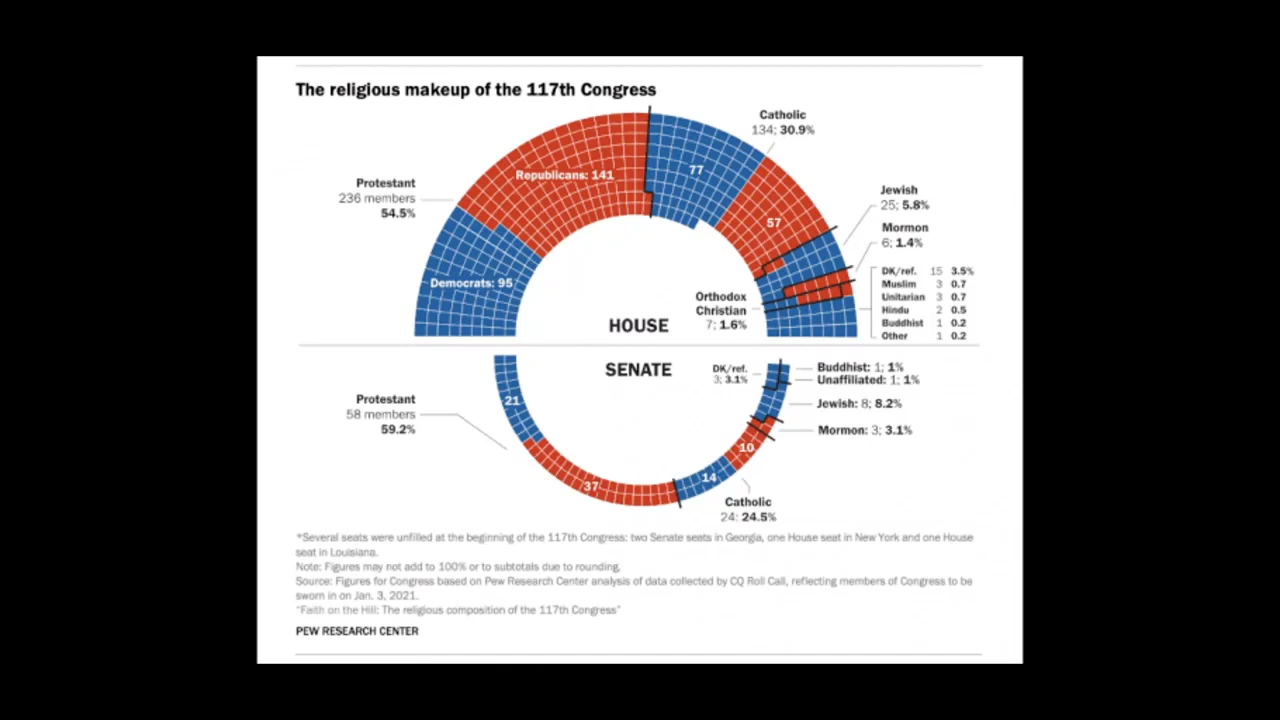 The religious makeup of the 117th Congress
Catholic
134; 30.9%
Republicans: 141
77
Protestant
236 members
54.5%
Jewish
25; 5.8%
57
Mormon
6; 1.4%
Democrats: 95
DK/ref. 15 3.5%
Muslim 3 0.7
Unitarian 3 0.7
Hindu 2 0.5
Buddhist 1 0.2
Other 1 0.2
Orthodox
Christian
7; 1.6%
HOUSE
SENATE
DK/ref.
3; 3.1%
Buddhist: 1; 1%
Unaffiliated: 1; 1%
Jewish: 8; 8.2%
Mormon: 3; 3.1%
Protestant
58 members
59.2%
21
37
14
10
Catholic
24: 24.5%
*Several seats were unfilled at the beginning of the 117th Congress: two Senate seats in Georgia, one House seat in New York and one House
seat in Louisiana.
Note: Figures may not add to 100% or to subtotals due to rounding.
Source: Figures for Congress based on Pew Research Center analysis of data collected by CQ Roll Call, reflecting members of Congress to be
sworn in on Jan. 3, 2021.
"Faith on the Hill: The religious composition of the 117th Congress"
PEW RESEARCH CENTER